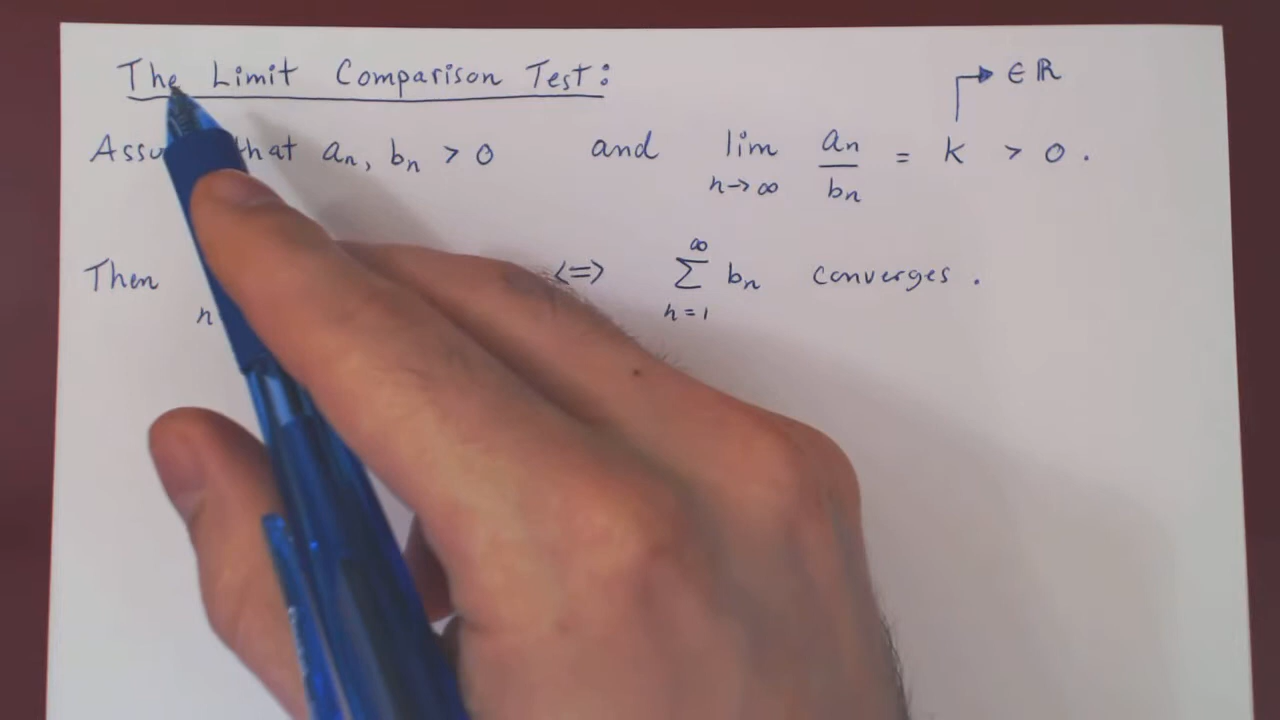 The Limit Comparison Test:
∈ ℝ
that aₙ, bₙ > 0 and lim n→∞ aₙ/bₙ = k > 0.
Then n <=> ∞ Σ n=1 bₙ converges.